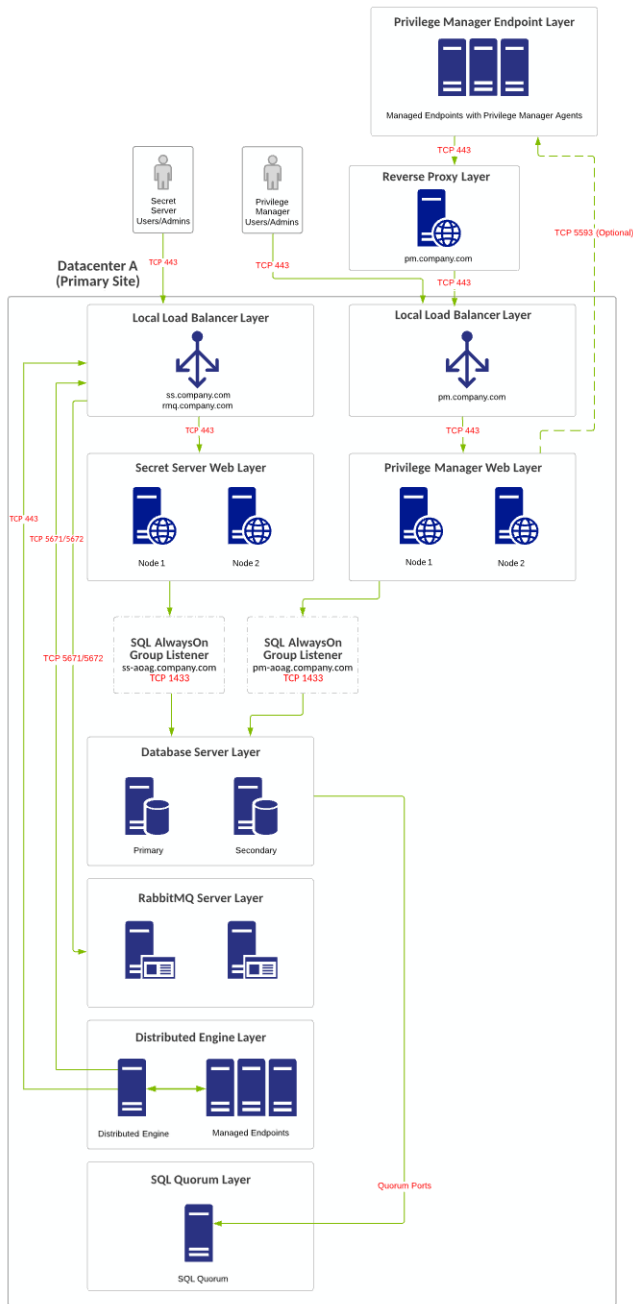 Privilege Manager Endpoint Layer
Managed Endpoints with Privilege Manager Agents
TCP 443
Secret
Server
Users/Admins
Privilege
Manager
Users/Admins
Reverse Proxy Layer
pm.company.com
TCP 5593 (Optional)
TCP 443
TCP 443
TCP 443
Datacenter A
(Primary Site)
Local Load Balancer Layer
ss.company.com
rmq.company.com
Local Load Balancer Layer
pm.company.com
TCP 443
TCP 443
Secret Server Web Layer
Node 1
Node 2
Privilege Manager Web Layer
Node 1
Node 2
TCP 443
TCP 5671/5672
TCP 5671/5672
SQL AlwaysOn
Group Listener
ss-aoag.company.com
TCP 1433
SQL AlwaysOn
Group Listener
pm-aoag.company.com
TCP 1433
Database Server Layer
Primary
Secondary
RabbitMQ Server Layer
Distributed Engine Layer
Distributed Engine
Managed Endpoints
SQL Quorum Layer
Quorum Ports
SQL Quorum